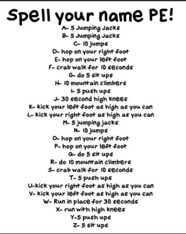 Spell your name PE!
A- 5 Jumping Jacks
B- 5 Jumping Jacks
C- 10 jumps
D- hop on your right foot
E- hop on your left foot
F- crab walk for 10 seconds
G- do 5 sit ups
H- 10 mountain climbers
I- 5 push ups
J- 30 second high knees
K- kick your left foot as high as you can
L- kick your right foot as high as you can
M- 5 jumping jacks
N- 10 jumps
O- hop on your right foot
P- hop on your left foot
Q- do 5 sit ups
R- do 10 mountain climbers
S- crab walk for 10 seconds
T- 5 push ups
U-kick your right foot as high as you can
V- kick your left foot as high as you can
W- Run in place for 30 seconds
X- run with high knees
Y-5 push ups
Z- 5 sit ups